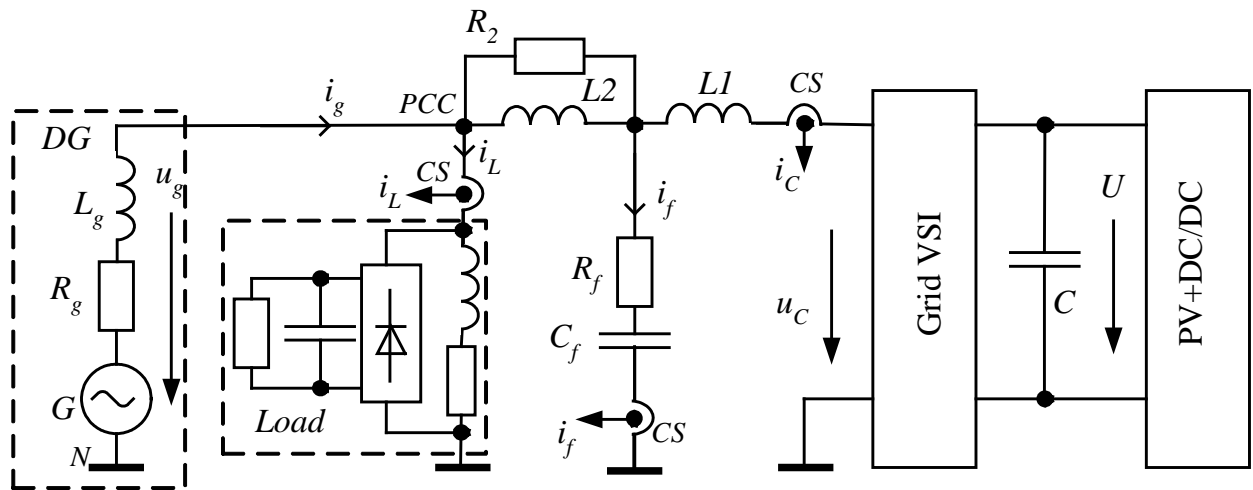 R2
L2
L1
CS
ig
PCC
DG
iL
CS
iC
ug
Lg
iL
if
U
Rg
Rf
uC
Grid VSI
C
PV+DC/DC
Cf
G
Load
N
if
CS